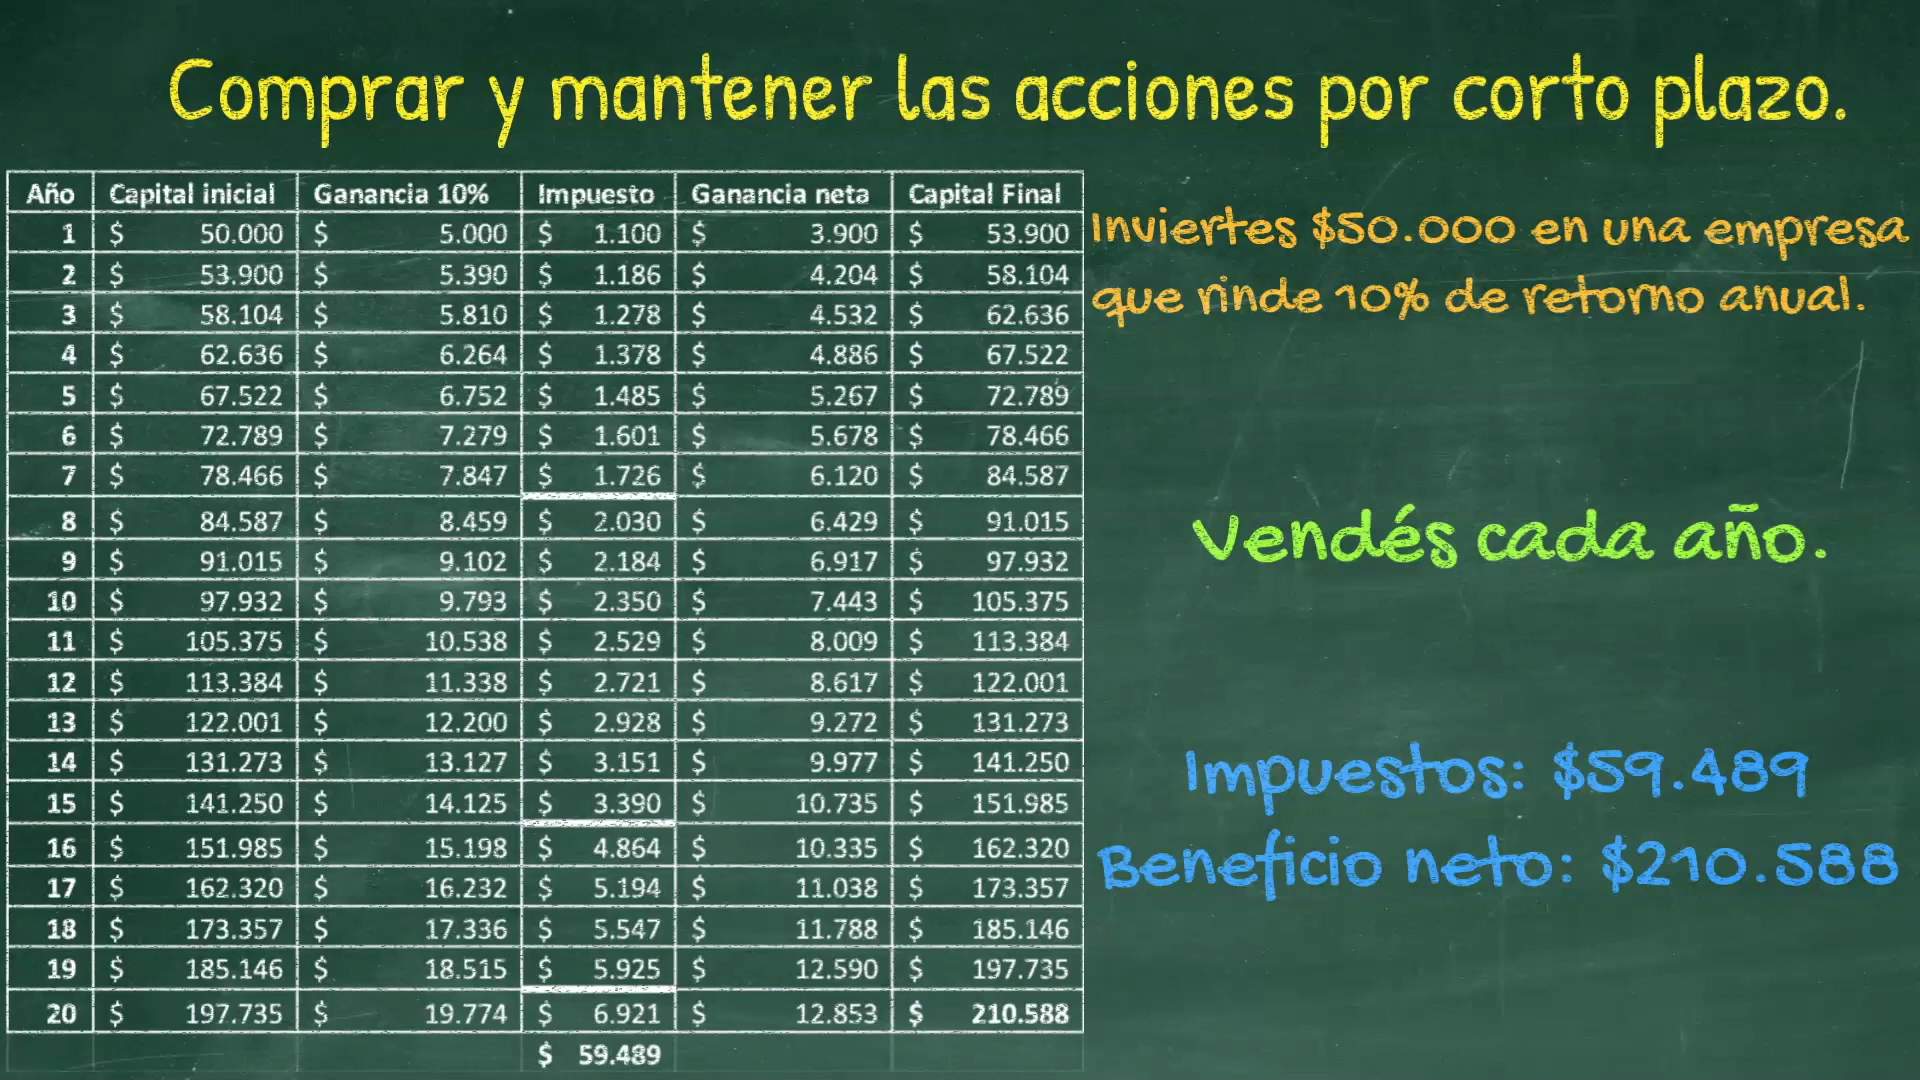 Comprar y mantener las acciones por corto plazo.
Año Capital inicial Ganancia 10% Impuesto Ganancia neta Capital Final
1 $ 50.000 $ 5.000 $ 1.100 $ 3.900 $ 53.900
2 $ 53.900 $ 5.390 $ 1.186 $ 4.204 $ 58.104
3 $ 58.104 $ 5.810 $ 1.278 $ 4.532 $ 62.636
4 $ 62.636 $ 6.264 $ 1.378 $ 4.886 $ 67.522
5 $ 67.522 $ 6.752 $ 1.485 $ 5.267 $ 72.789
6 $ 72.789 $ 7.279 $ 1.601 $ 5.678 $ 78.466
7 $ 78.466 $ 7.847 $ 1.726 $ 6.120 $ 84.587
8 $ 84.587 $ 8.459 $ 2.030 $ 6.429 $ 91.015
9 $ 91.015 $ 9.102 $ 2.184 $ 6.917 $ 97.932
10 $ 97.932 $ 9.793 $ 2.350 $ 7.443 $ 105.375
11 $ 105.375 $ 10.538 $ 2.529 $ 8.009 $ 113.384
12 $ 113.384 $ 11.338 $ 2.721 $ 8.617 $ 122.001
13 $ 122.001 $ 12.200 $ 2.928 $ 9.272 $ 131.273
14 $ 131.273 $ 13.127 $ 3.151 $ 9.977 $ 141.250
15 $ 141.250 $ 14.125 $ 3.390 $ 10.735 $ 151.985
16 $ 151.985 $ 15.198 $ 4.864 $ 10.335 $ 162.320
17 $ 162.320 $ 16.232 $ 5.194 $ 11.038 $ 173.357
18 $ 173.357 $ 17.336 $ 5.547 $ 11.788 $ 185.146
19 $ 185.146 $ 18.515 $ 5.925 $ 12.590 $ 197.735
20 $ 197.735 $ 19.774 $ 6.921 $ 12.853 $ 210.588
$ 59.489
Inviertes $50.000 en una empresa
que rinde 10% de retorno anual.
Vendés cada año.
Impuestos: $59.489
Beneficio neto: $210.588